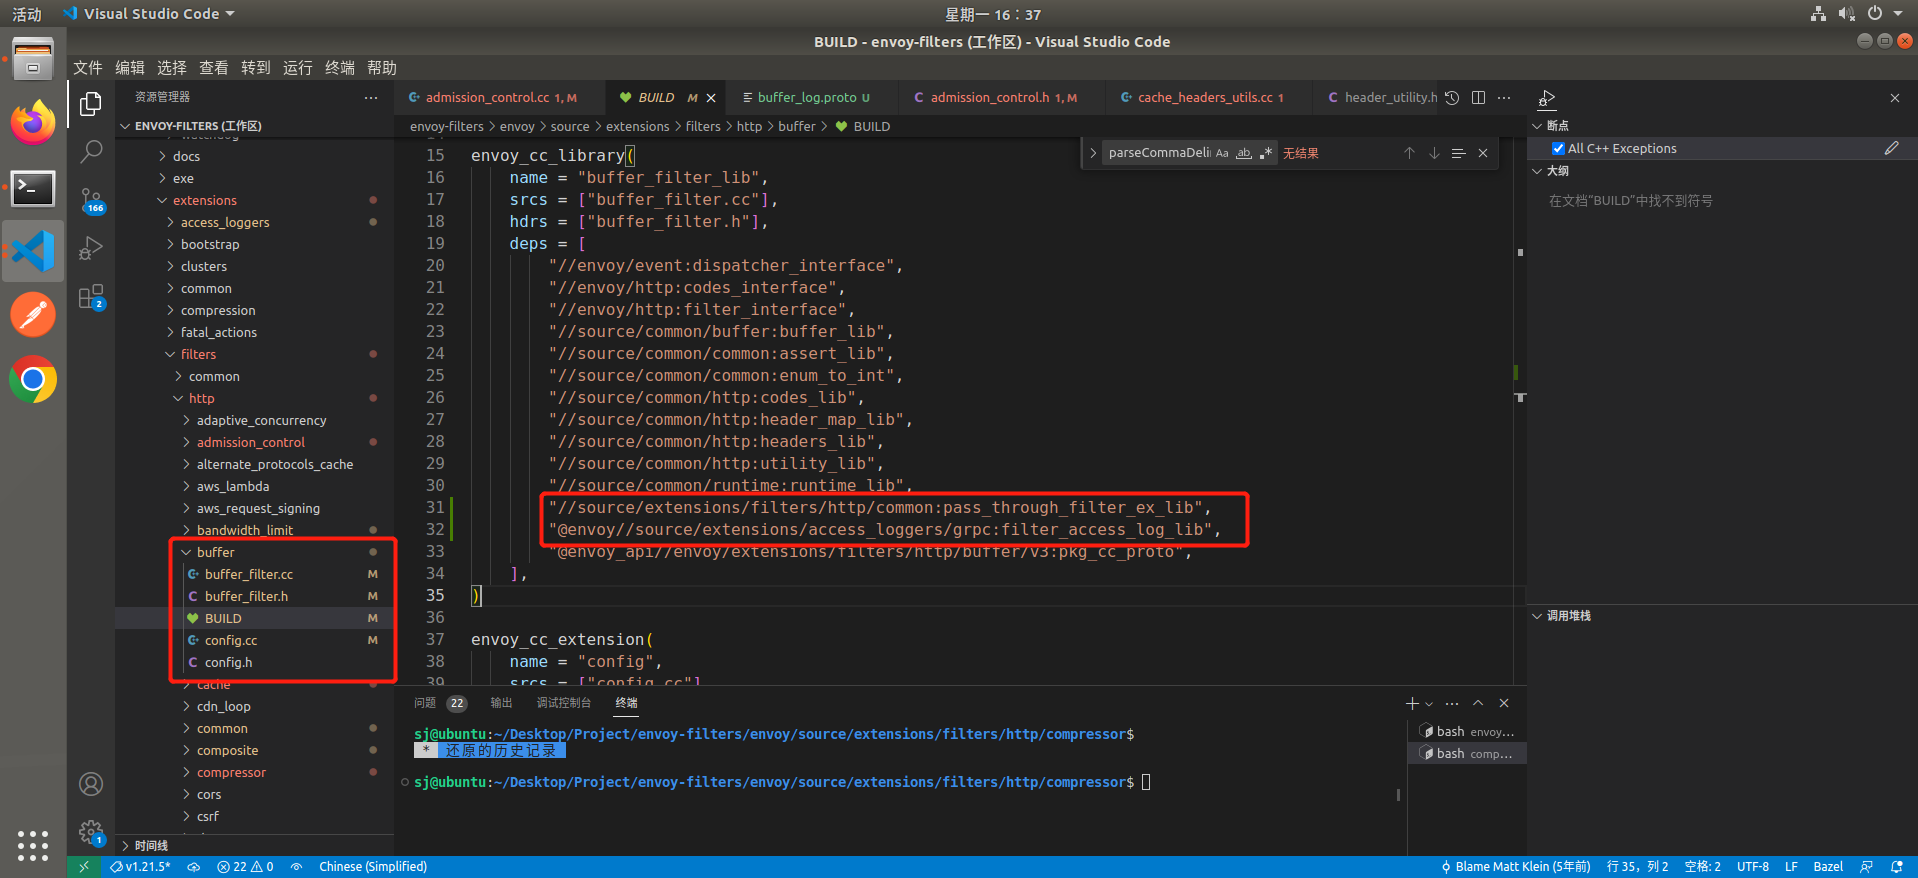 活动
Visual Studio Code
星期一 16：37
BUILD - envoy-filters (工作区) - Visual Studio Code
文件 编辑 选择 查看 转到 运行 终端 帮助
资源管理器
ENVOY-FILTERS (工作区)
docs
exe
extensions
access_loggers
bootstrap
clusters
common
compression
fatal_actions
filters
common
http
adaptive_concurrency
admission_control
alternate_protocols_cache
aws_lambda
aws_request_signing
bandwidth_limit
buffer
buffer_filter.cc M
buffer_filter.h M
BUILD M
config.cc M
config.h
cache
cdn_loop
common
composite
compressor
cors
csrf
时间线
166
2
1
admission_control.cc 1, M
BUILD M
buffer_log.proto U
admission_control.h 1, M
cache_headers_utils.cc 1
header_utility.h
envoy-filters > envoy > source > extensions > filters > http > buffer > BUILD
parseCommaDeli Aa ab .* 无结果
15 envoy_cc_library(
16 name = "buffer_filter_lib",
17 srcs = ["buffer_filter.cc"],
18 hdrs = ["buffer_filter.h"],
19 deps = [
20 "//envoy/event:dispatcher_interface",
21 "//envoy/http:codes_interface",
22 "//envoy/http:filter_interface",
23 "//source/common/buffer:buffer_lib",
24 "//source/common/common:assert_lib",
25 "//source/common/common:enum_to_int",
26 "//source/common/http:codes_lib",
27 "//source/common/http:header_map_lib",
28 "//source/common/http:headers_lib",
29 "//source/common/http:utility_lib",
30 "//source/common/runtime:runtime_lib",
31 "//source/extensions/filters/http/common:pass_through_filter_ex_lib",
32 "@envoy//source/extensions/access_loggers/grpc:filter_access_log_lib",
33 "@envoy_api//envoy/extensions/filters/http/buffer/v3:pkg_cc_proto",
34 ],
35 )
36
37 envoy_cc_extension(
38 name = "config",
39 srcs = ["config.cc"]
问题 22 输出 调试控制台 终端
sj@ubuntu:~/Desktop/Project/envoy-filters/envoy/source/extensions/filters/http/compressor$
* 还原的历史记录
sj@ubuntu:~/Desktop/Project/envoy-filters/envoy/source/extensions/filters/http/compressor$
bash envoy...
bash comp...
断点
All C++ Exceptions
大纲
在文档“BUILD”中找不到符号
调用堆栈
v1.21.5* 22 0 Chinese (Simplified) Blame Matt Klein (5年前) 行 35，列 2 空格: 2 UTF-8 LF Bazel